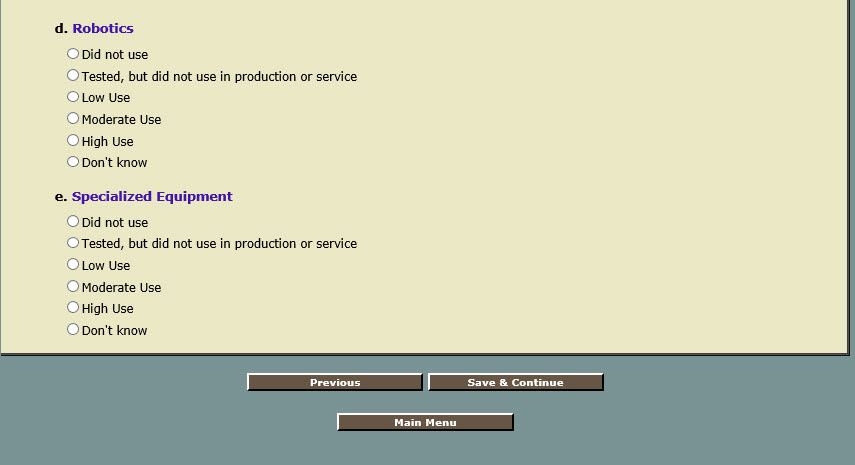 d. Robotics
Did not use
Tested, but did not use in production or service
Low Use
Moderate Use
High Use
Don't know
e. Specialized Equipment
Did not use
Tested, but did not use in production or service
Low Use
Moderate Use
High Use
Don't know
Previous
Save & Continue
Main Menu